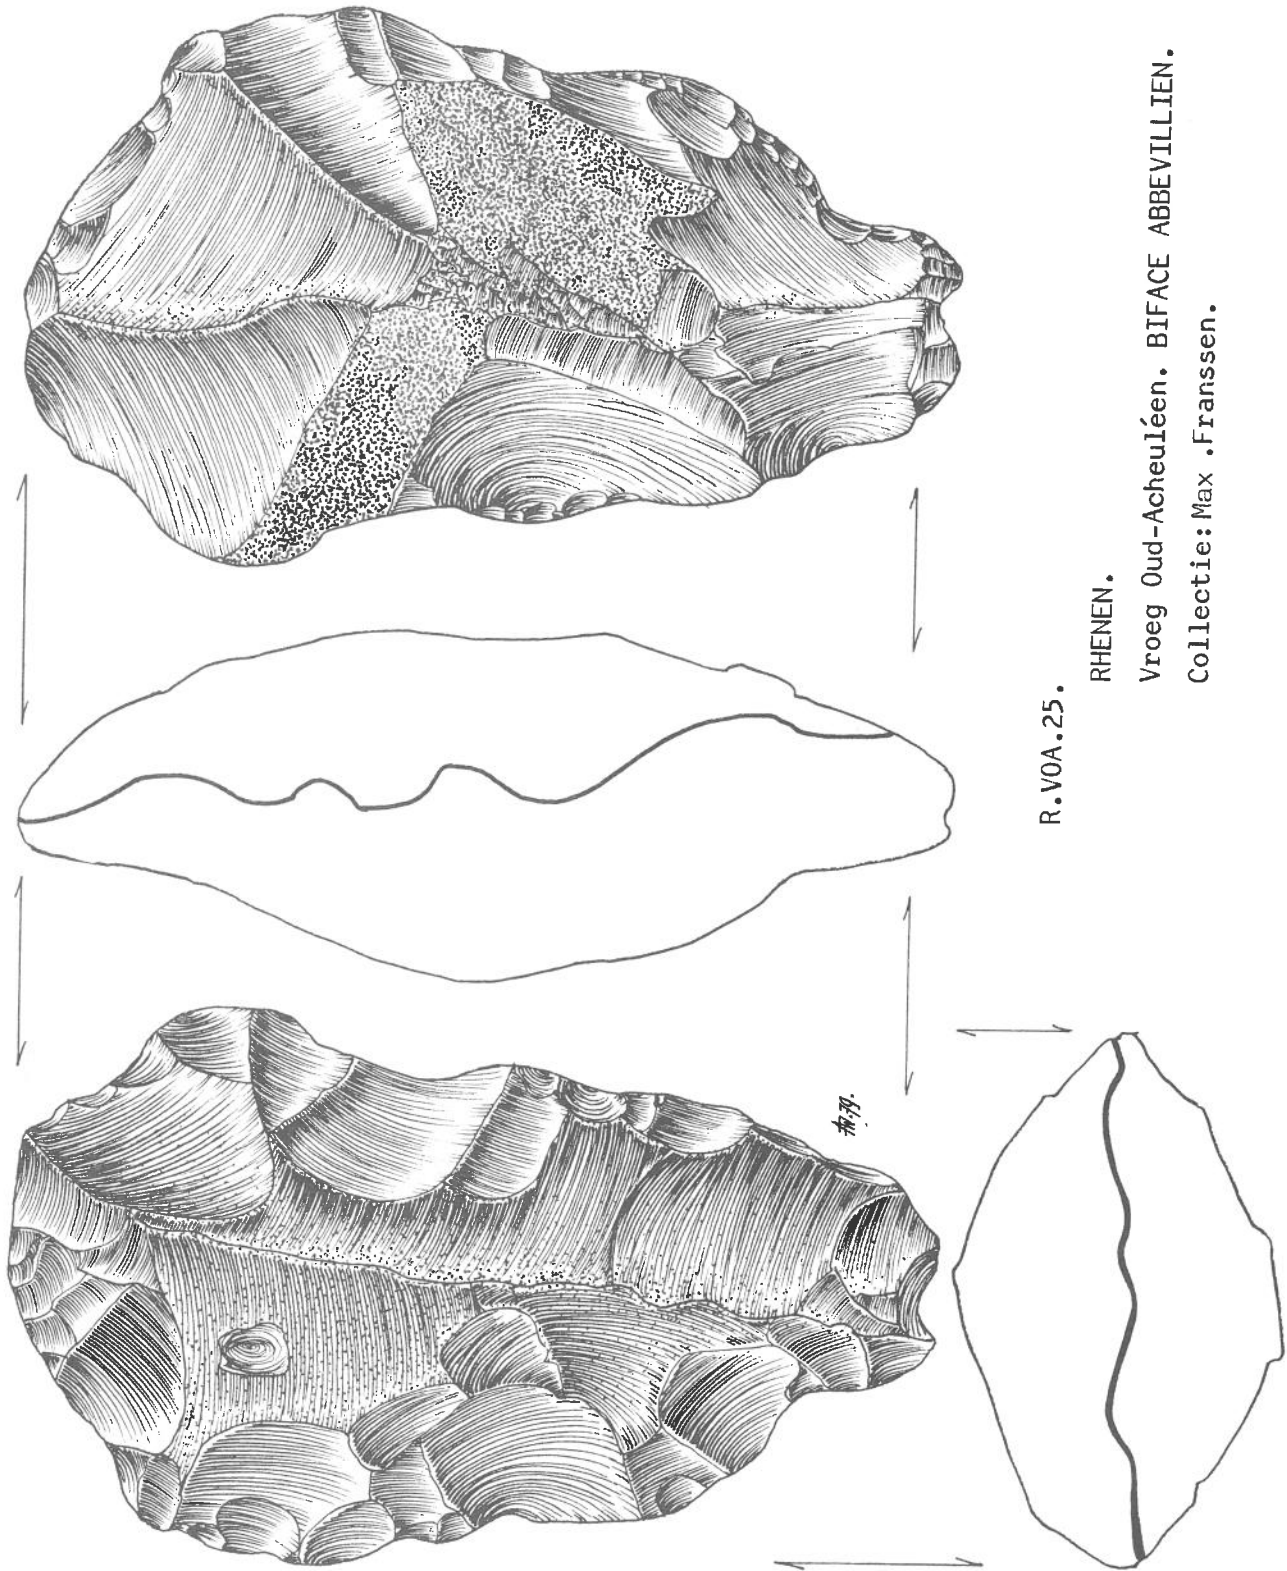 R.VOA.25.
RHENEN.
Vroeg Oud-Acheuléen. BIFACE ABBEVILLIEN.
Collectie: Max .Franssen.